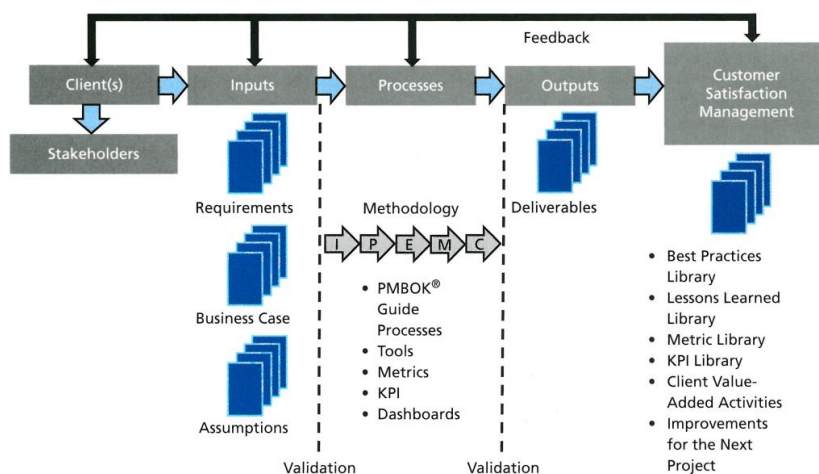 Feedback
Client(s)
Inputs
Processes
Outputs
Customer
Satisfaction
Management
Stakeholders
Requirements
Methodology
Deliverables
I P E M C
Business Case
• PMBOK® 
Guide
Processes
• Tools
• Metrics
• KPI
• Dashboards
Assumptions
• Best Practices
Library
• Lessons Learned
Library
• Metric Library
• KPI Library
• Client Value-
Added Activities
• Improvements
for the Next
Project
Validation
Validation